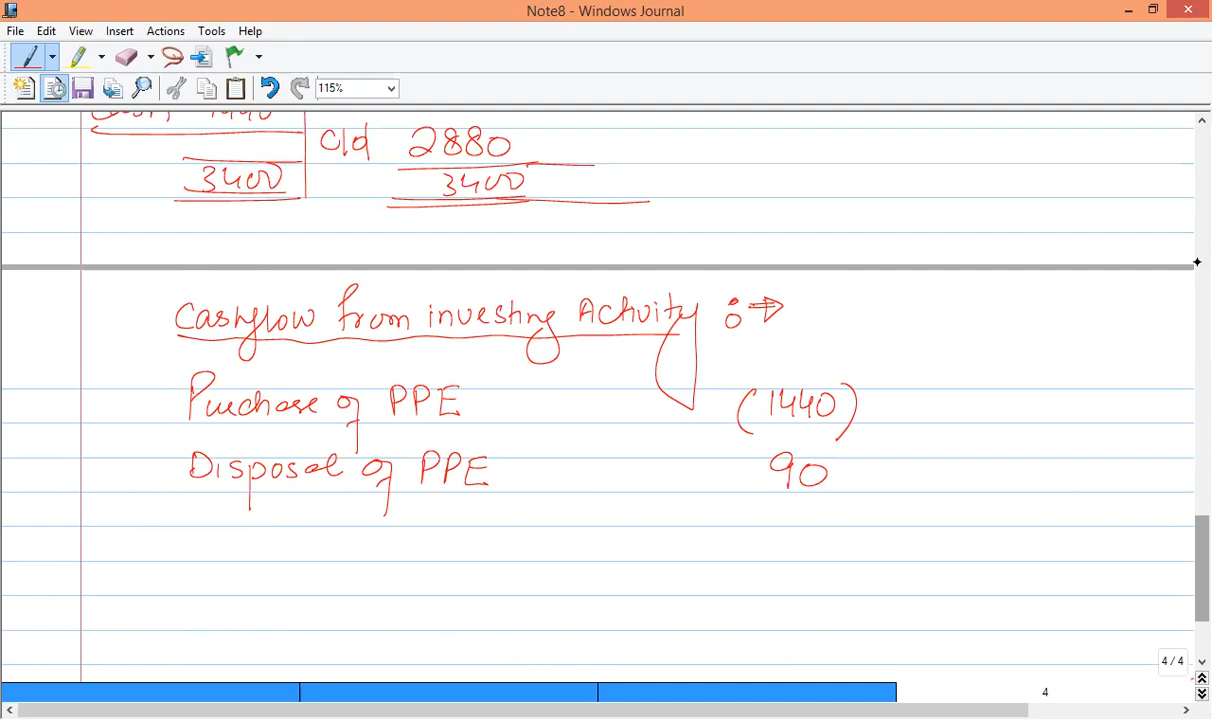 Note8 - Windows Journal
File Edit View Insert Actions Tools Help
115%
C/d 2880
3400 3400
Cashflow from investing Activity :⇒
Purchase of PPE (1440)
Disposal of PPE 90
4 / 4
4